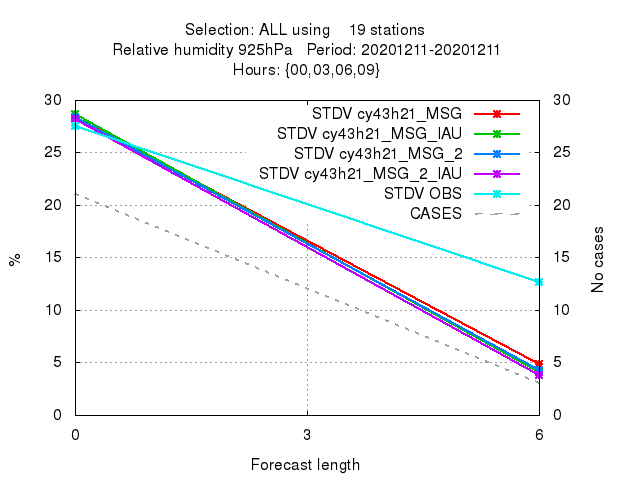 Selection: ALL using 19 stations
Relative humidity 925hPa Period: 20201211-20201211
Hours: {00,03,06,09}
STDV cy43h21_MSG
STDV cy43h21_MSG_IAU
STDV cy43h21_MSG_2
STDV cy43h21_MSG_2_IAU
STDV OBS
CASES
30
25
20
15
10
5
0
%
30
25
20
15
10
5
0
No cases
0 3 6
Forecast length